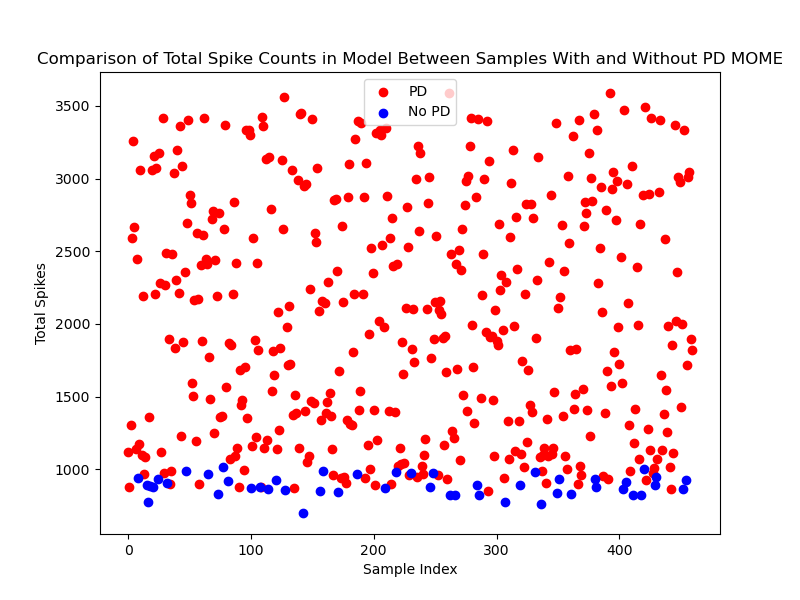 Comparison of Total Spike Counts in Model Between Samples With and Without PD MOME
PD
No PD
3500
3000
2500
2000
1500
1000
Total Spikes
0
100
200
300
400
Sample Index